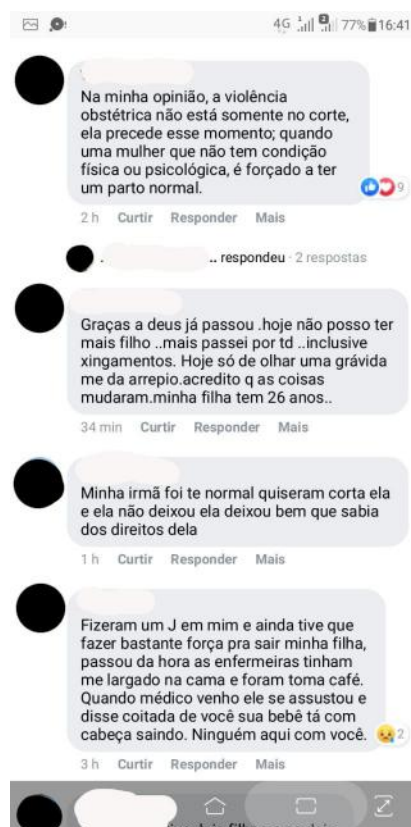 4G 1 2 77% 16:41
Na minha opinião, a violência
obstétrica não está somente no corte,
ela precede esse momento; quando
uma mulher que não tem condição
física ou psicológica, é forçado a ter
um parto normal.
9
2 h Curtir Responder Mais
.. respondeu · 2 respostas
Graças a deus já passou .hoje não posso ter
mais filho ..mais passei por td ..inclusive
xingamentos. Hoje só de olhar uma grávida
me da arrepio.acredito q as coisas
mudaram.minha filha tem 26 anos..
34 min Curtir Responder Mais
Minha irmã foi te normal quiseram corta ela
e ela não deixou ela deixou bem que sabia
dos direitos dela
1 h Curtir Responder Mais
Fizeram um J em mim e ainda tive que
fazer bastante força pra sair minha filha,
passou da hora as enfermeiras tinham
me largado na cama e foram toma café.
Quando médico venho ele se assustou e
disse coitada de você sua bebê tá com
cabeça saindo. Ninguém aqui com você.
2
3 h Curtir Responder Mais